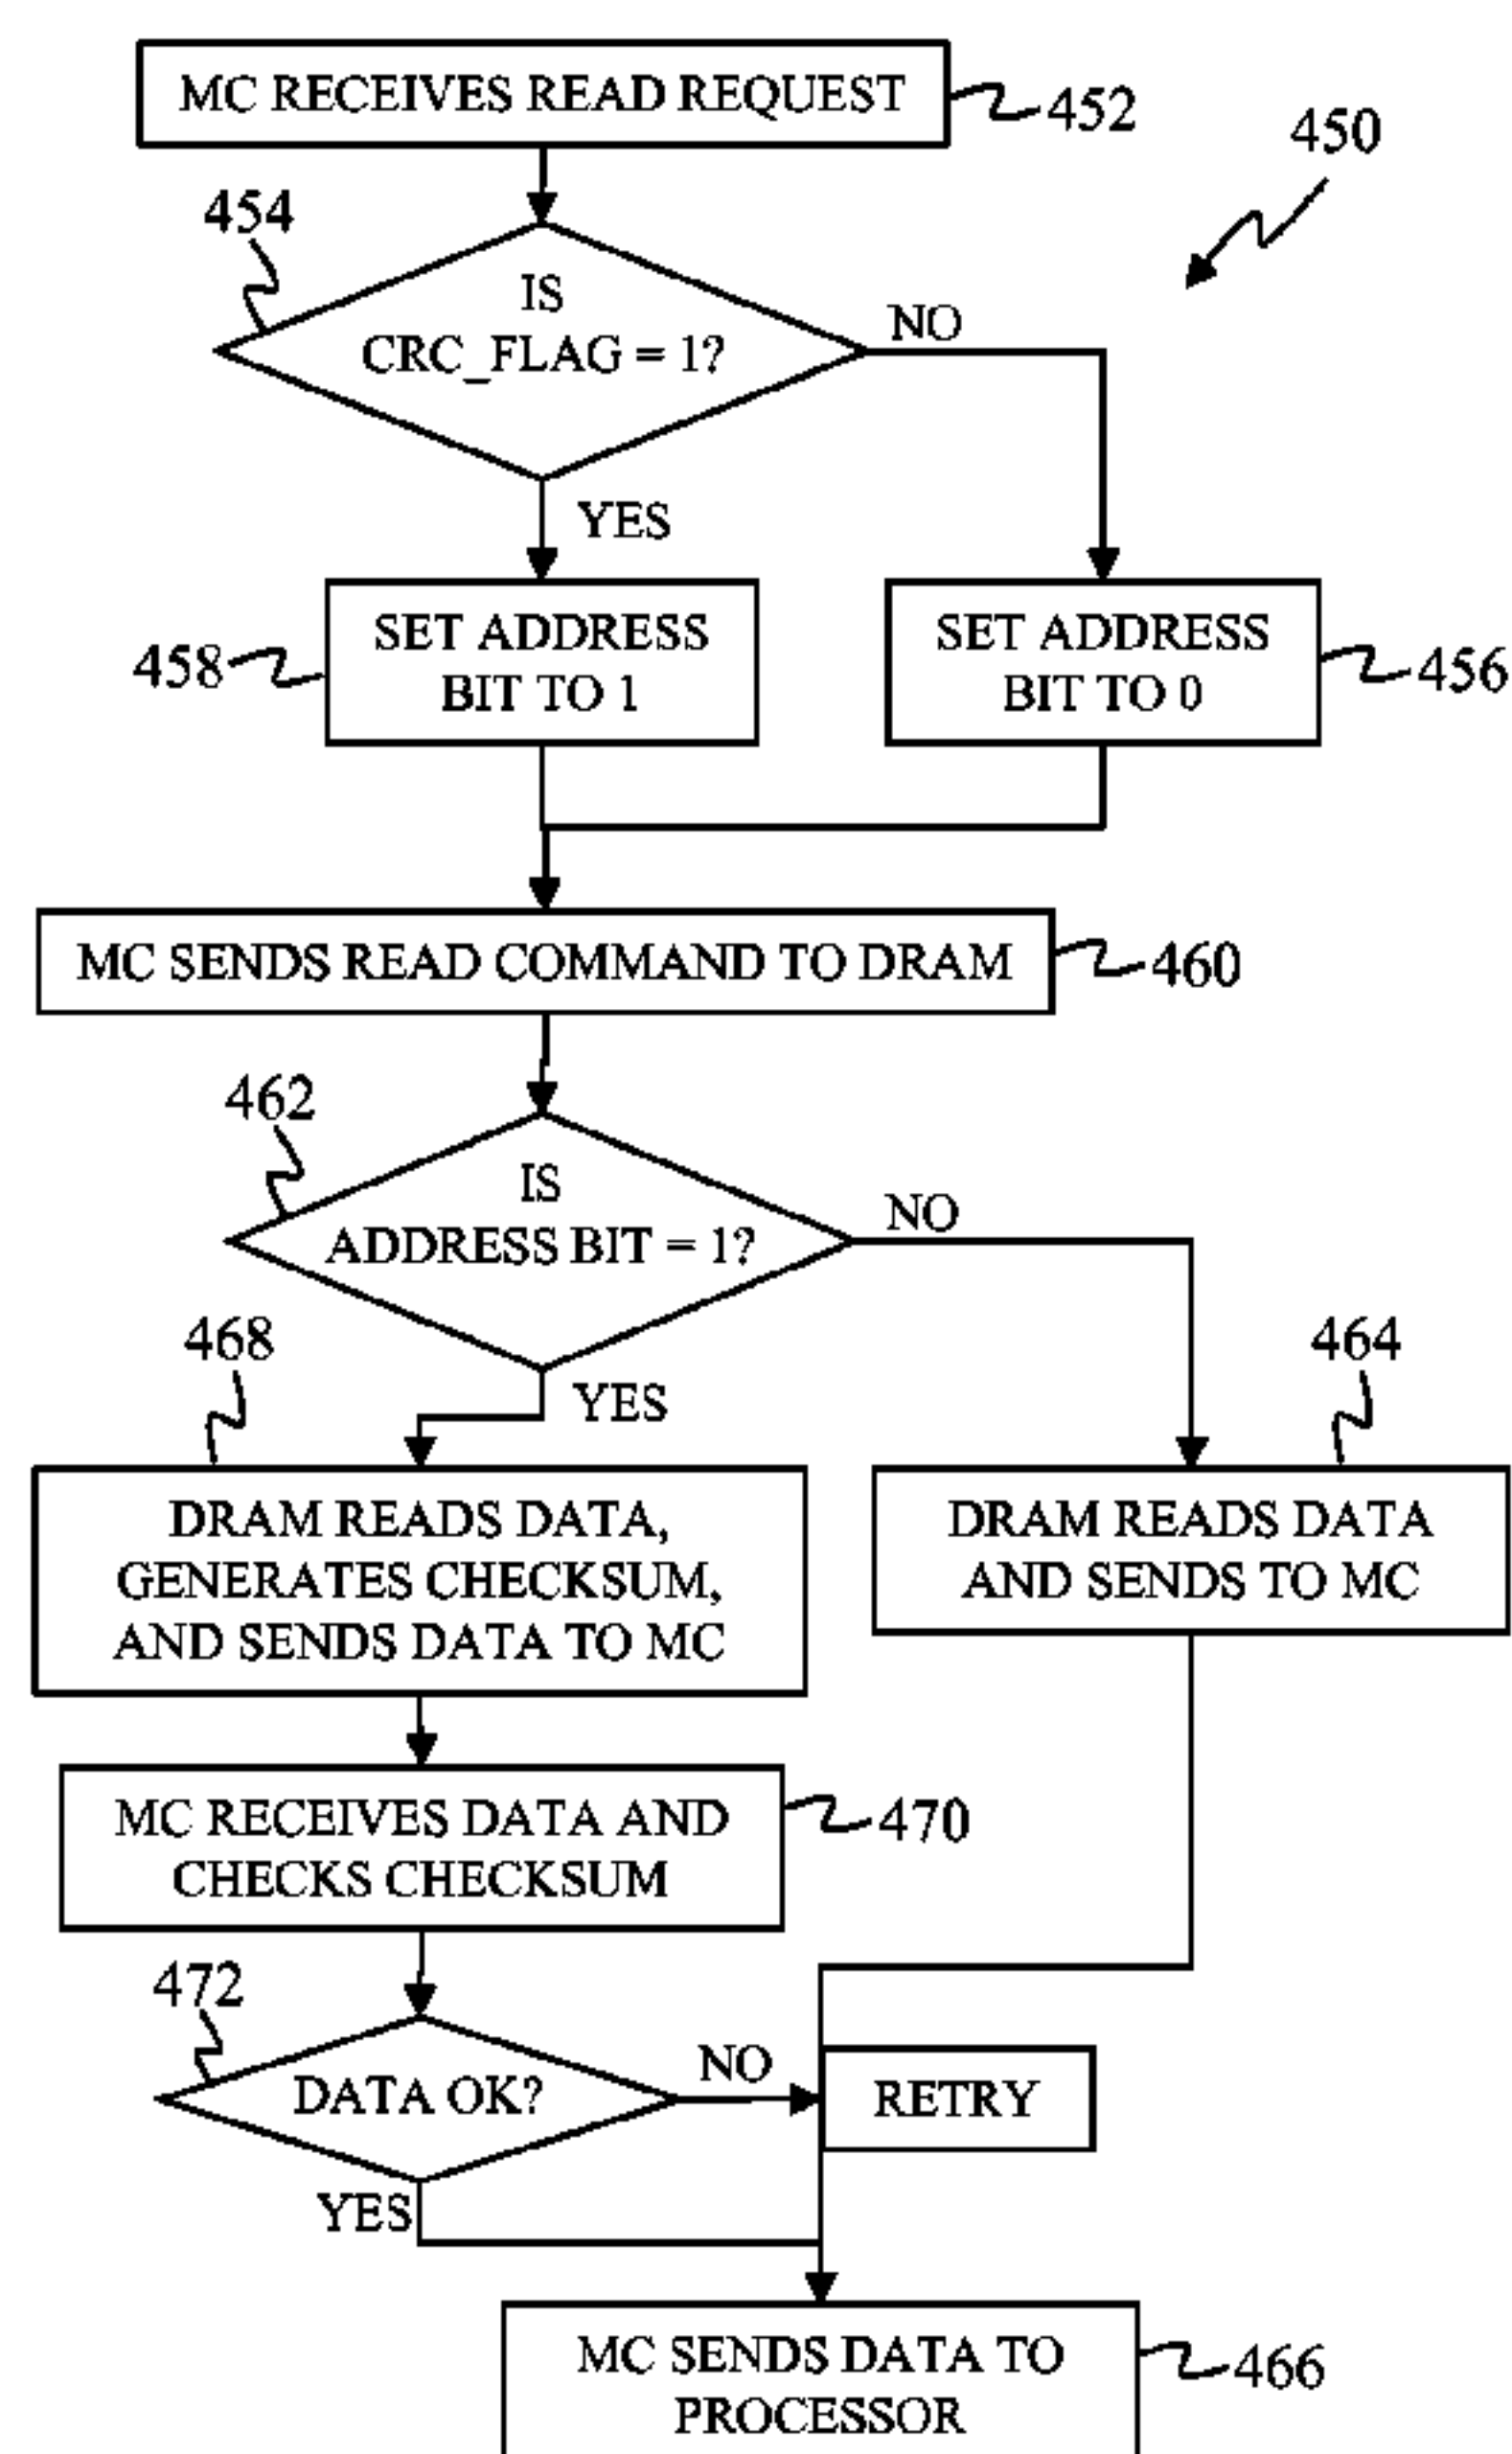 MC RECEIVES READ REQUEST
452
450
454
IS
CRC_FLAG = 1?
NO
YES
SET ADDRESS
BIT TO 1
458
SET ADDRESS
BIT TO 0
456
MC SENDS READ COMMAND TO DRAM
460
462
IS
ADDRESS BIT = 1?
NO
YES
468
464
DRAM READS DATA,
GENERATES CHECKSUM,
AND SENDS DATA TO MC
DRAM READS DATA
AND SENDS TO MC
MC RECEIVES DATA AND
CHECKS CHECKSUM
470
472
DATA OK?
NO
RETRY
YES
MC SENDS DATA TO
PROCESSOR
466